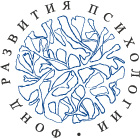 ФОНД РАЗВИТИЯ ПСИХОЛОГИИ